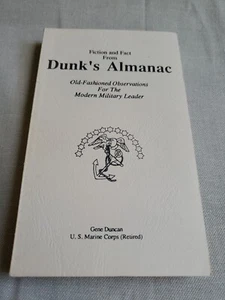 Fiction and Fact
From
Dunk's Almanac
Old-Fashioned Observations
For The
Modern Military Leader
Gene Duncan
U. S. Marine Corps (Retired)